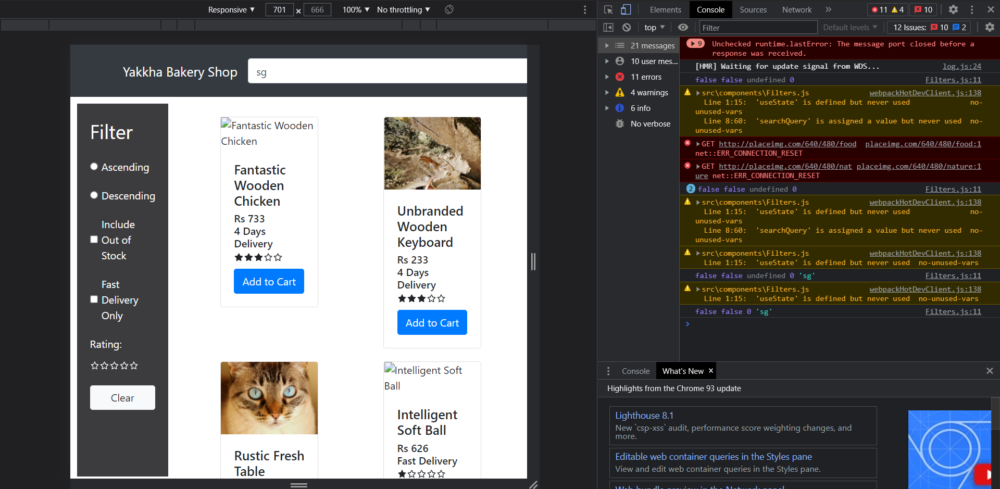 Responsive ▼ 701 × 666 100% ▼ No throttling ▼
Yakkha Bakery Shop
sg
Filter
Ascending
Descending
Include
Out of
Stock
Fast
Delivery
Only
Rating:
Clear
Fantastic Wooden
Chicken
Fantastic
Wooden
Chicken
Rs 733
4 Days
Delivery
Add to Cart
Unbranded
Wooden
Keyboard
Rs 233
4 Days
Delivery
Add to Cart
Rustic Fresh
Table
Intelligent Soft
Ball
Intelligent
Soft Ball
Rs 626
Fast Delivery
Elements Console Sources Network » 11 4 10
top ▼ Filter Default levels ▼ 12 Issues: 10 2
21 messages
10 user mes...
11 errors
4 warnings
6 info
No verbose
9 Unchecked runtime.lastError: The message port closed before a
response was received.
[HMR] Waiting for update signal from WDS... log.js:24
false false undefined 0 Filters.js:11
src\components\Filters.js webpackHotDevClient.js:138
Line 1:15: 'useState' is defined but never used no-
unused-vars
Line 8:60: 'searchQuery' is assigned a value but never used no-
unused-vars
GET http://placeimg.com/640/480/food placeimg.com/640/480/food:1
net::ERR_CONNECTION_RESET
GET http://placeimg.com/640/480/nat placeimg.com/640/480/nature:1
ure net::ERR_CONNECTION_RESET
2 false false undefined 0 Filters.js:11
src\components\Filters.js webpackHotDevClient.js:138
Line 1:15: 'useState' is defined but never used no-
unused-vars
Line 8:60: 'searchQuery' is assigned a value but never used no-
unused-vars
src\components\Filters.js webpackHotDevClient.js:138
Line 1:15: 'useState' is defined but never used no-unused-vars
false false undefined 0 'sg' Filters.js:11
src\components\Filters.js webpackHotDevClient.js:138
Line 1:15: 'useState' is defined but never used no-unused-vars
false false 0 'sg' Filters.js:11
Console What's New ×
Highlights from the Chrome 93 update
Lighthouse 8.1
New `csp-xss` audit, performance score weighting changes, and
more.
Editable web container queries in the Styles pane
View and edit web container queries in the Styles pane.
Web bundle preview in the Network panel